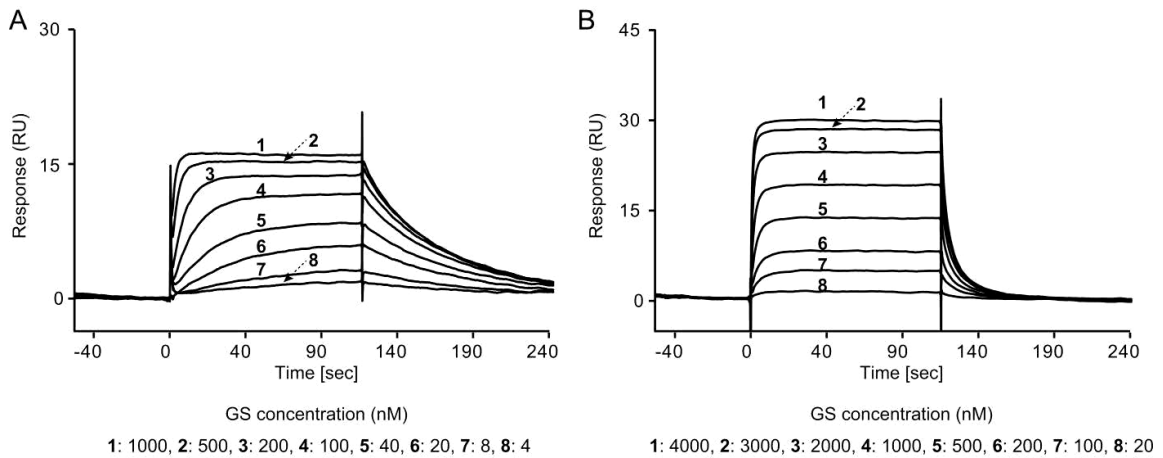 A
30
15
0
Response (RU)
1
2
3
4
5
6
7
8
-40 0 40 90 140 190 240
Time [sec]
GS concentration (nM)
1: 1000, 2: 500, 3: 200, 4: 100, 5: 40, 6: 20, 7: 8, 8: 4
B
45
30
15
0
Response (RU)
1
2
3
4
5
6
7
8
-40 0 40 90 140 190 240
Time [sec]
GS concentration (nM)
1: 4000, 2: 3000, 3: 2000, 4: 1000, 5: 500, 6: 200, 7: 100, 8: 20